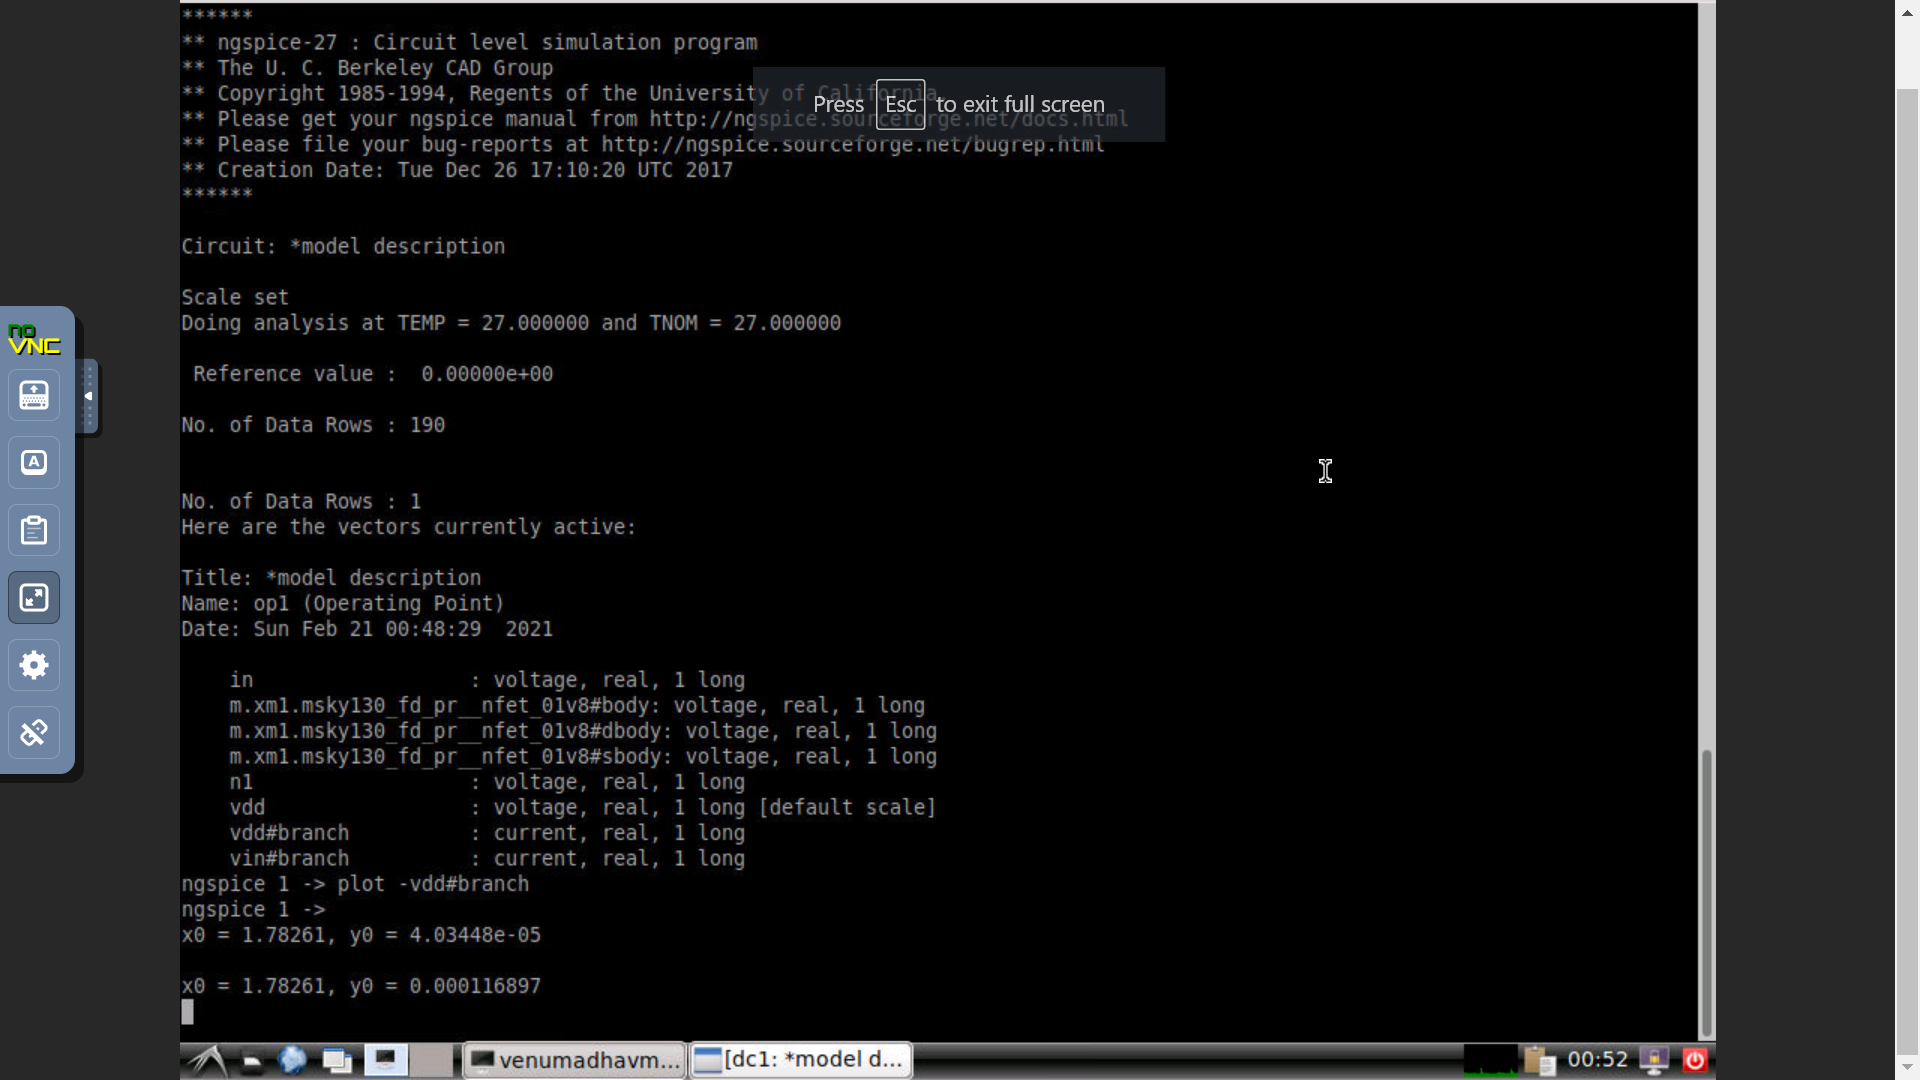 ******
** ngspice-27 : Circuit level simulation program
** The U. C. Berkeley CAD Group
** Copyright 1985-1994, Regents of the University of California.
** Please get your ngspice manual from http://ngspice.sourceforge.net/docs.html
** Please file your bug-reports at http://ngspice.sourceforge.net/bugrep.html
** Creation Date: Tue Dec 26 17:10:20 UTC 2017
******
Press Esc to exit full screen
Circuit: *model description
Scale set
Doing analysis at TEMP = 27.000000 and TNOM = 27.000000
Reference value :  0.00000e+00
No. of Data Rows : 190
No. of Data Rows : 1
Here are the vectors currently active:
Title: *model description
Name: op1 (Operating Point)
Date: Sun Feb 21 00:48:29  2021
in                  : voltage, real, 1 long
m.xm1.msky130_fd_pr__nfet_01v8#body: voltage, real, 1 long
m.xm1.msky130_fd_pr__nfet_01v8#dbody: voltage, real, 1 long
m.xm1.msky130_fd_pr__nfet_01v8#sbody: voltage, real, 1 long
n1                  : voltage, real, 1 long
vdd                 : voltage, real, 1 long [default scale]
vdd#branch          : current, real, 1 long
vin#branch          : current, real, 1 long
ngspice 1 -> plot -vdd#branch
ngspice 1 ->
x0 = 1.78261, y0 = 4.03448e-05
x0 = 1.78261, y0 = 0.000116897
no
VNC
A
venumadhavm...
[dc1: *model d...
00:52